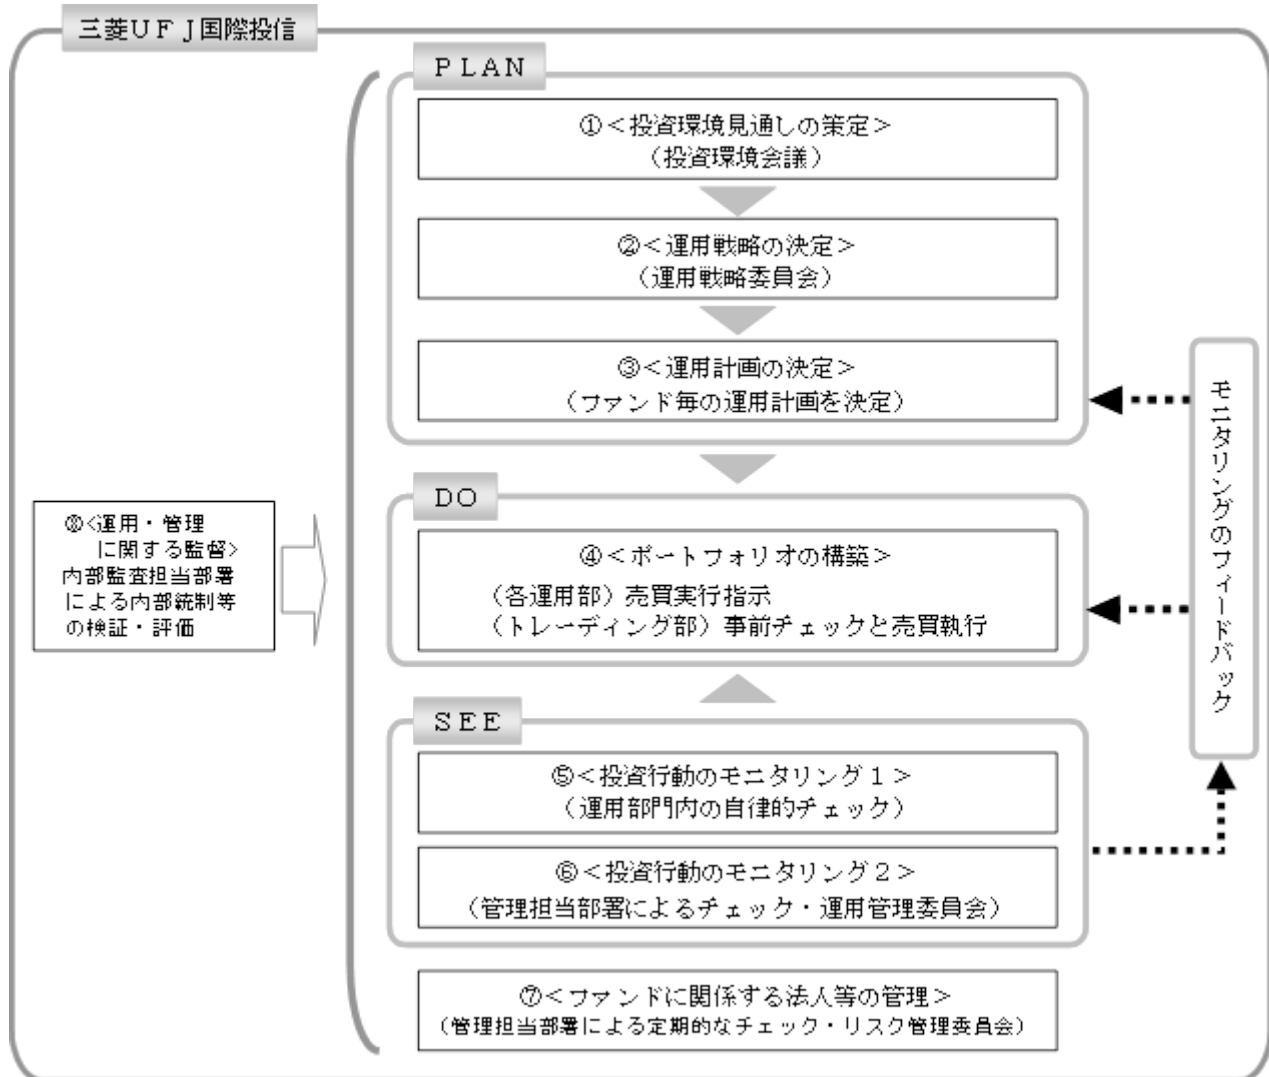 三菱UFJ国際投信
PLAN
①<投資環境見通しの策定>
(投資環境会議)
②<運用戦略の決定>
(運用戦略委員会)
③<運用計画の決定>
(ファンド毎の運用計画を決定)
DO
④<ポートフォリオの構築>
(各運用部)売買実行指示
(トレーディング部)事前チェックと売買執行
SEE
⑤<投資行動のモニタリング1>
(運用部門内の自律的チェック)
⑥<投資行動のモニタリング2>
(管理担当部署によるチェック・運用管理委員会)
⑦<ファンドに関係する法人等の管理>
(管理担当部署による定期的なチェック・リスク管理委員会)
⑧<運用・管理
に関する監督>
内部監査担当部署
による内部統制等
の検証・評価
モニタリングのフィードバック